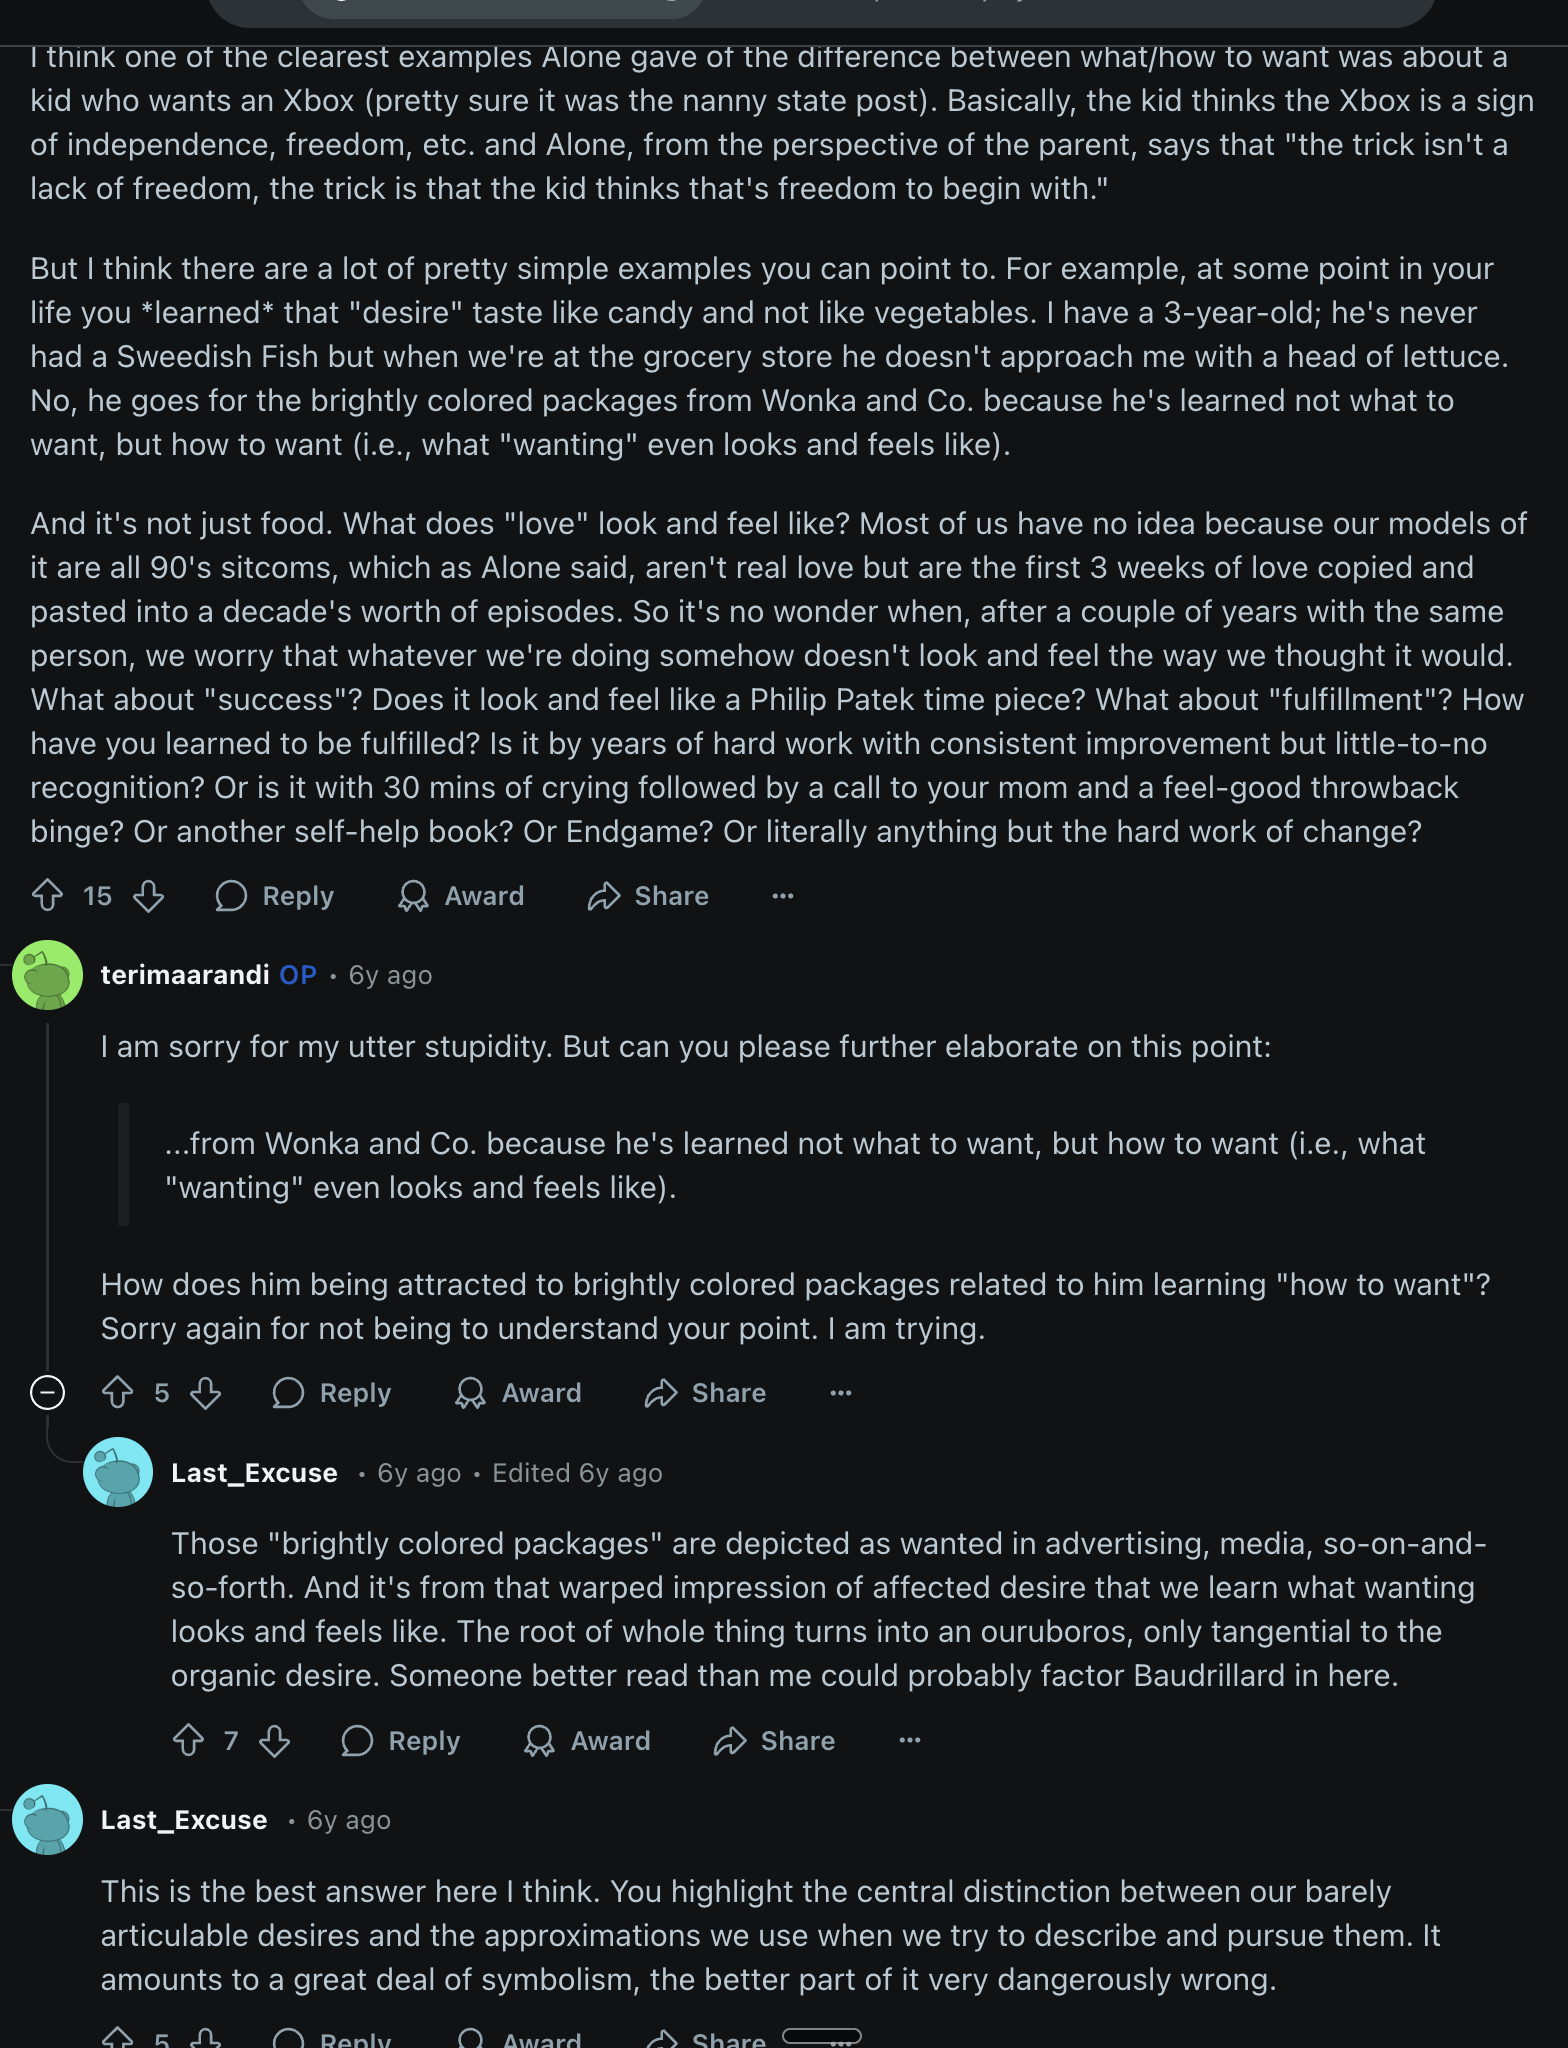 I think one of the clearest examples Alone gave of the difference between what/how to want was about a
kid who wants an Xbox (pretty sure it was the nanny state post). Basically, the kid thinks the Xbox is a sign
of independence, freedom, etc. and Alone, from the perspective of the parent, says that "the trick isn't a
lack of freedom, the trick is that the kid thinks that's freedom to begin with."
But I think there are a lot of pretty simple examples you can point to. For example, at some point in your
life you *learned* that "desire" taste like candy and not like vegetables. I have a 3-year-old; he's never
had a Sweedish Fish but when we're at the grocery store he doesn't approach me with a head of lettuce.
No, he goes for the brightly colored packages from Wonka and Co. because he's learned not what to
want, but how to want (i.e., what "wanting" even looks and feels like).
And it's not just food. What does "love" look and feel like? Most of us have no idea because our models of
it are all 90's sitcoms, which as Alone said, aren't real love but are the first 3 weeks of love copied and
pasted into a decade's worth of episodes. So it's no wonder when, after a couple of years with the same
person, we worry that whatever we're doing somehow doesn't look and feel the way we thought it would.
What about "success"? Does it look and feel like a Philip Patek time piece? What about "fulfillment"? How
have you learned to be fulfilled? Is it by years of hard work with consistent improvement but little-to-no
recognition? Or is it with 30 mins of crying followed by a call to your mom and a feel-good throwback
binge? Or another self-help book? Or Endgame? Or literally anything but the hard work of change?
15 Reply Award Share ...
terimaarandi OP • 6y ago
I am sorry for my utter stupidity. But can you please further elaborate on this point:
...from Wonka and Co. because he's learned not what to want, but how to want (i.e., what
"wanting" even looks and feels like).
How does him being attracted to brightly colored packages related to him learning "how to want"?
Sorry again for not being to understand your point. I am trying.
5 Reply Award Share ...
Last_Excuse • 6y ago • Edited 6y ago
Those "brightly colored packages" are depicted as wanted in advertising, media, so-on-and-
so-forth. And it's from that warped impression of affected desire that we learn what wanting
looks and feels like. The root of whole thing turns into an ouruboros, only tangential to the
organic desire. Someone better read than me could probably factor Baudrillard in here.
7 Reply Award Share ...
Last_Excuse • 6y ago
This is the best answer here I think. You highlight the central distinction between our barely
articulable desires and the approximations we use when we try to describe and pursue them. It
amounts to a great deal of symbolism, the better part of it very dangerously wrong.
5 Reply Award Share ...